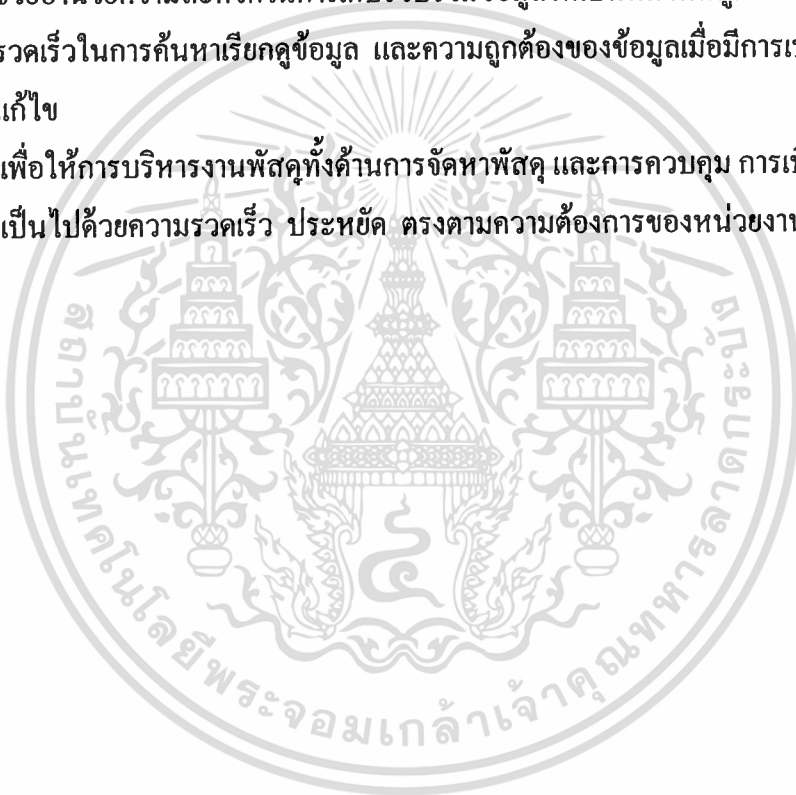 รวดเร็วในการค้นหาเรียกดูข้อมูล และความถูกต้องของข้อมูลเมื่อมีการ
แก้ไข
เพื่อให้การบริหารงานพัสดุทั้งด้านการจัดหาพัสดุ และการควบคุม
เป็นไปด้วยความรวดเร็ว ประหยัด ตรงตามความต้องการของหน่วยงาน
สถาบันเทคโนโลยีพระจอมเกล้าเจ้าคุณทหารลาดกระบัง